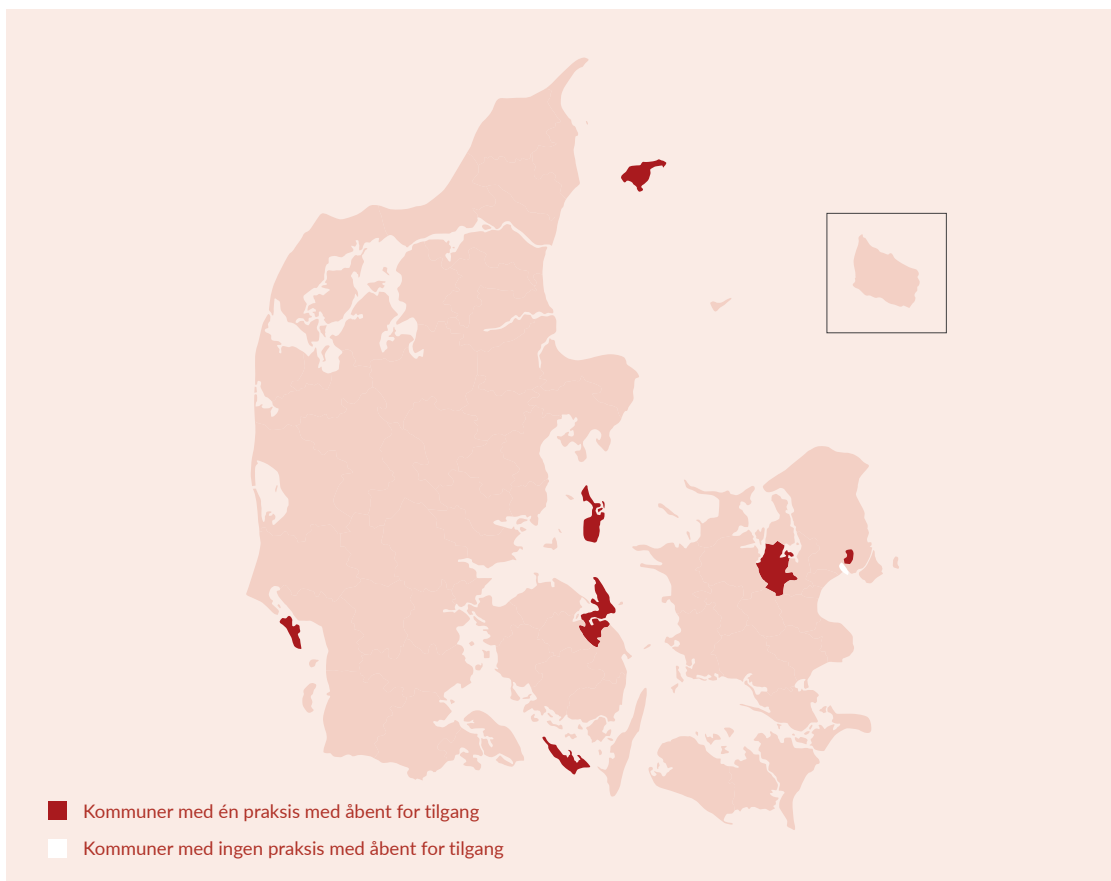 Kommuner med én praksis med åbent for tilgang
Kommuner med ingen praksis med åbent for tilgang